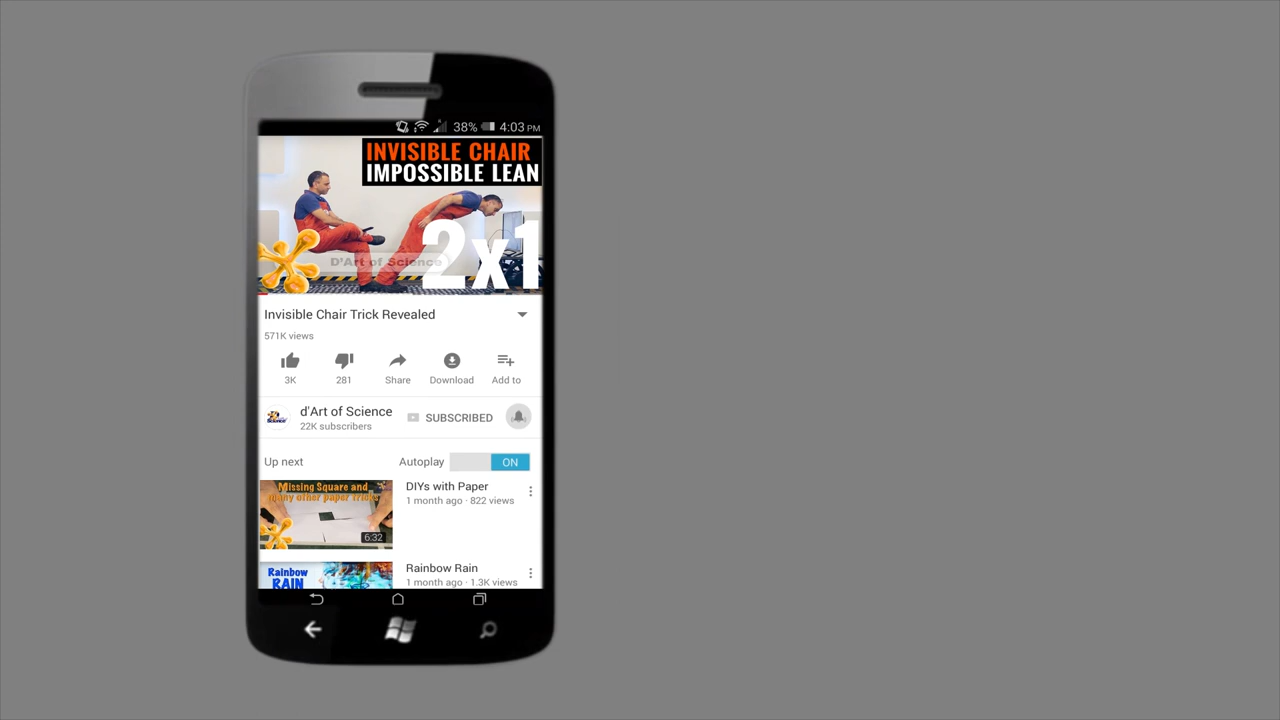 38% 4:03 PM
INVISIBLE CHAIR
IMPOSSIBLE LEAN
2x1
D'Art of Science
Invisible Chair Trick Revealed
571K views
3K 281 Share Download Add to
d'Art of Science
SUBSCRIBED
22K subscribers
Up next Autoplay ON
Missing Square and
many other paper tricks
6:32
DIYs with Paper
1 month ago · 822 views
Rainbow
RAIN
Rainbow Rain
1 month ago · 1.3K views